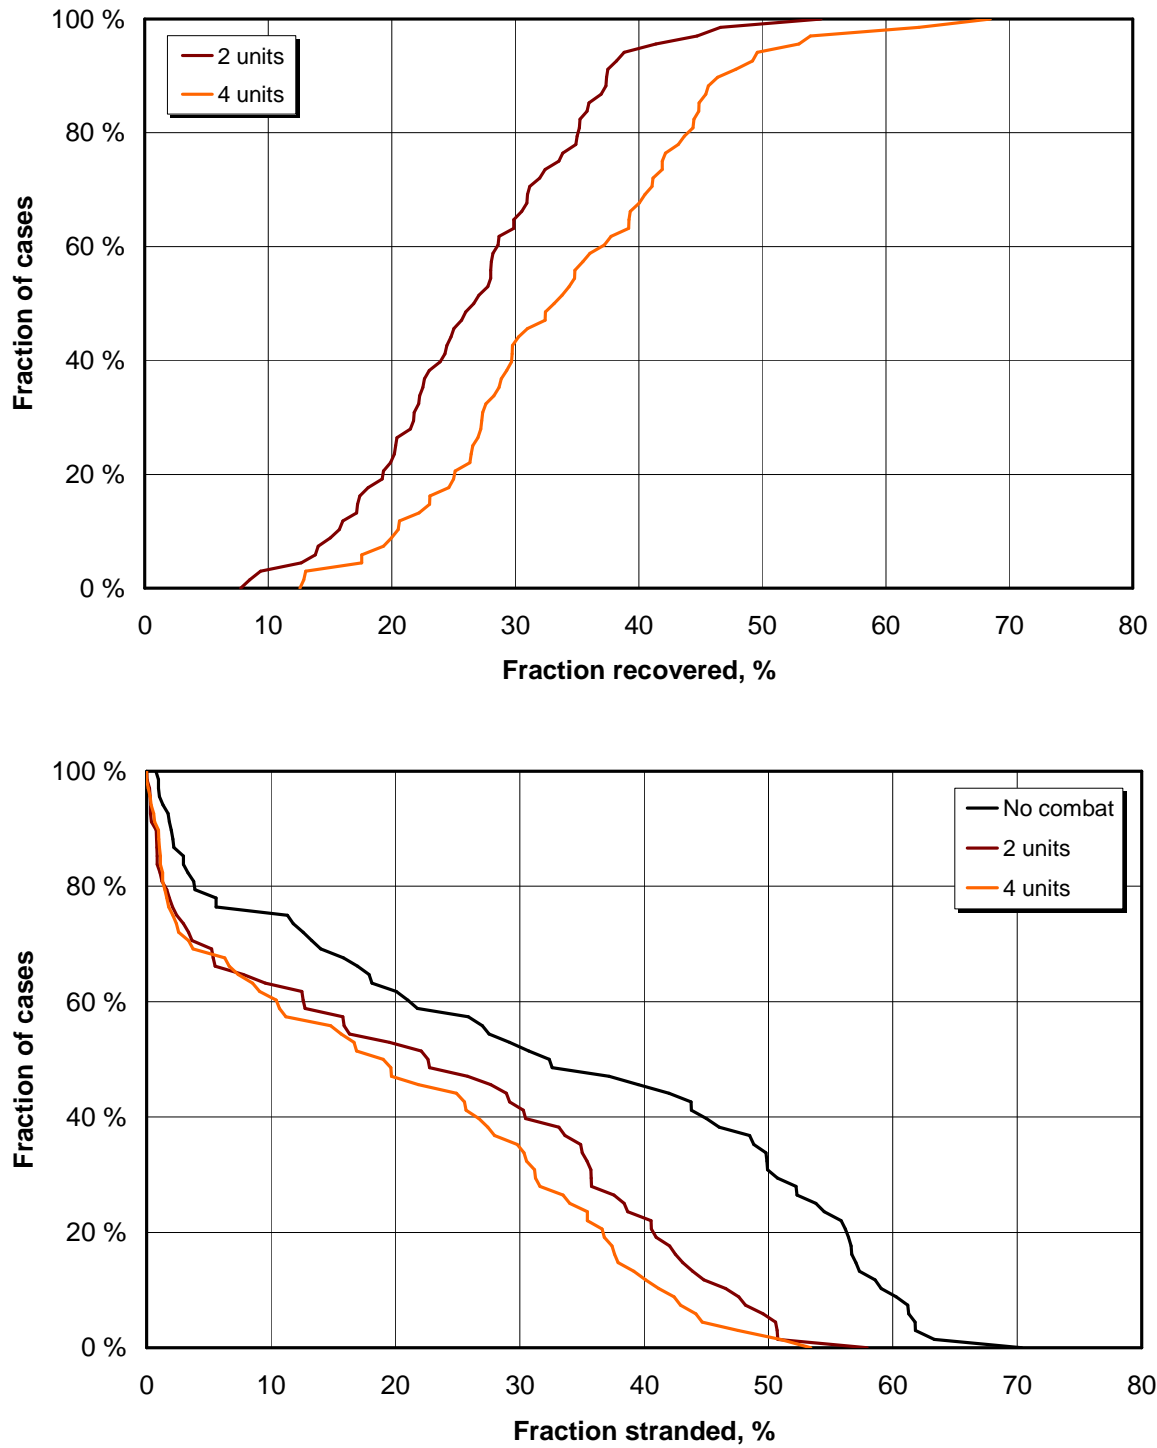 100 %
80 %
60 %
40 %
20 %
0 %
Fraction of cases
2 units
4 units
0 10 20 30 40 50 60 70 80
Fraction recovered, %
100 %
80 %
60 %
40 %
20 %
0 %
Fraction of cases
No combat
2 units
4 units
0 10 20 30 40 50 60 70 80
Fraction stranded, %